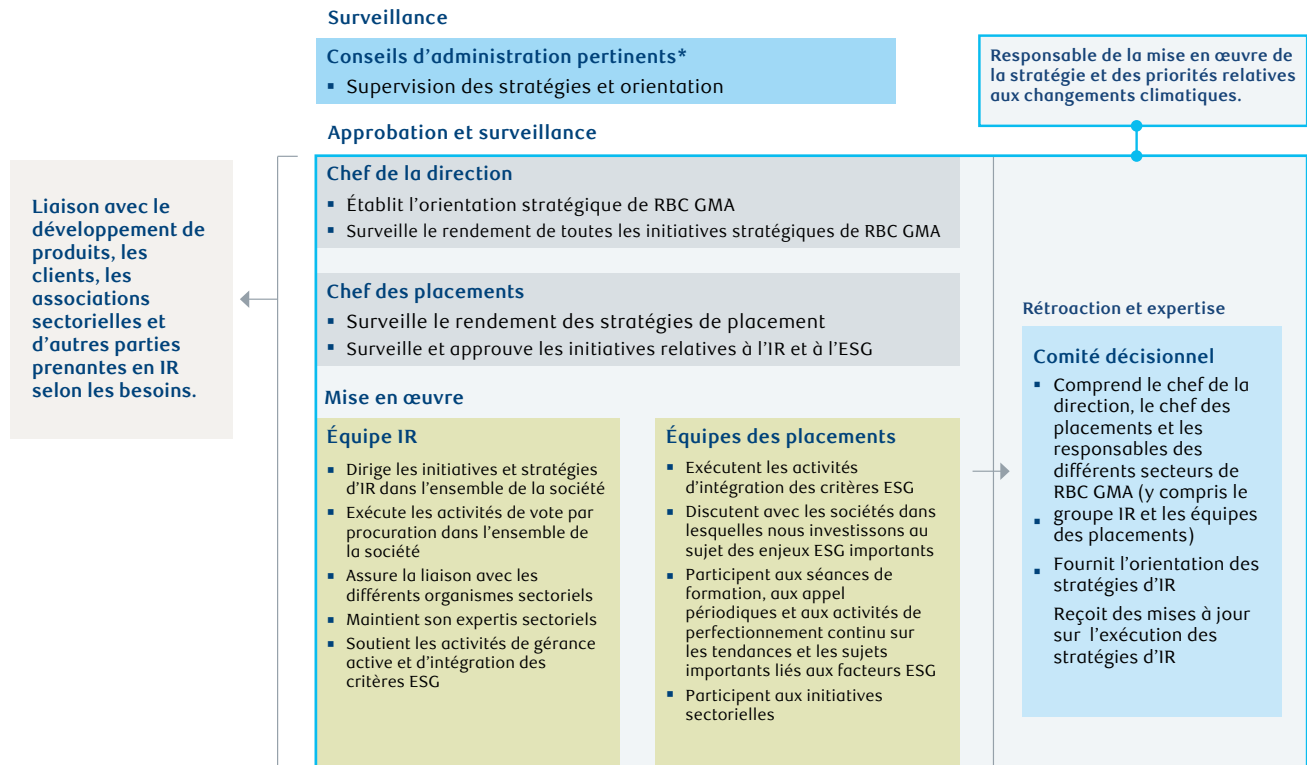 Surveillance
Conseils d'administration pertinents*
▪ Supervision des stratégies et orientation
Responsable de la mise en œuvre de
la stratégie et des priorités relatives
aux changements climatiques.
Approbation et surveillance
Liaison avec le
développement de
produits, les
clients, les
associations
sectorielles et
d'autres parties
prenantes en IR
selon les besoins.
Chef de la direction
▪ Établit l'orientation stratégique de RBC GMA
▪ Surveille le rendement de toutes les initiatives stratégiques de RBC GMA
Chef des placements
▪ Surveille le rendement des stratégies de placement
▪ Surveille et approuve les initiatives relatives à l'IR et à l'ESG
Mise en œuvre
Équipe IR
▪ Dirige les initiatives et stratégies
d'IR dans l'ensemble de la société
▪ Exécute les activités de vote par
procuration dans l'ensemble de
la société
▪ Assure la liaison avec les
différents organismes sectoriels
▪ Maintient son expertis sectoriels
▪ Soutient les activités de gérance
active et d'intégration des
critères ESG
Équipes des placements
▪ Exécutent les activités
d'intégration des critères ESG
▪ Discutent avec les sociétés dans
lesquelles nous investissons au
sujet des enjeux ESG importants
▪ Participent aux séances de
formation, aux appel
périodiques et aux activités de
perfectionnement continu sur
les tendances et les sujets
importants liés aux facteurs ESG
▪ Participent aux initiatives
sectorielles
Rétroaction et expertise
Comité décisionnel
▪ Comprend le chef de la
direction, le chef des
placements et les
responsables des
différents secteurs de
RBC GMA (y compris le
▪ groupe IR et les équipes
des placements)
▪ Fournit l'orientation des
stratégies d'IR
Reçoit des mises à jour
sur l'exécution des
stratégies d'IR